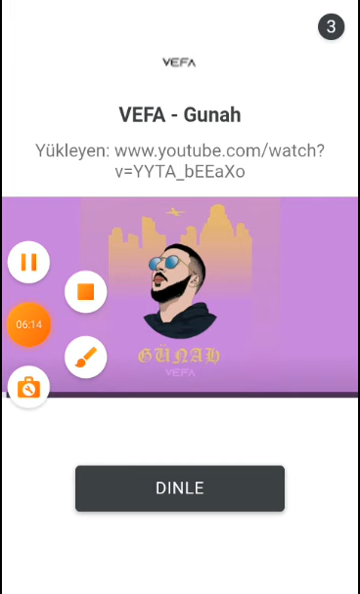 3
VEFA
VEFA - Gunah
Yükleyen: www.youtube.com/watch?
v=YYTA_bEEaXo
06:14
GÜNAH
VEFA
DINLE